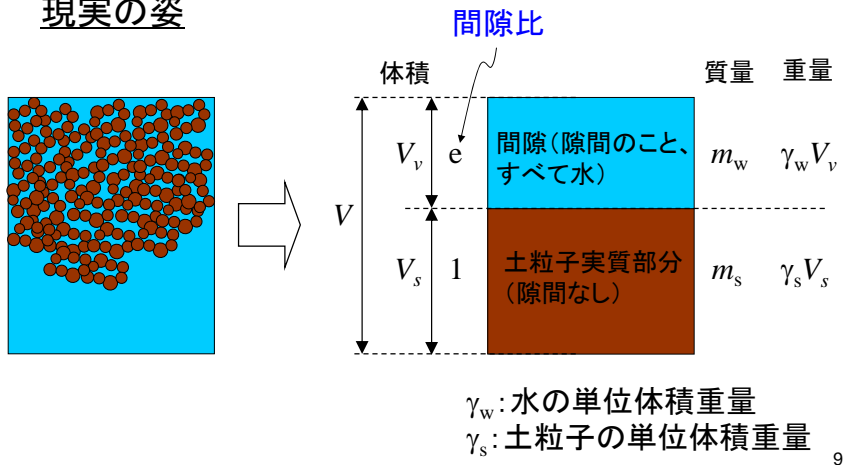 現実の姿
間隙比
体積
質量 重量
V
V_v e
間隙(隙間のこと、
すべて水)
m_w γ_wV_v
V_s 1
土粒子実質部分
(隙間なし)
m_s γ_sV_s
γ_w:水の単位体積重量
γ_s:土粒子の単位体積重量
9